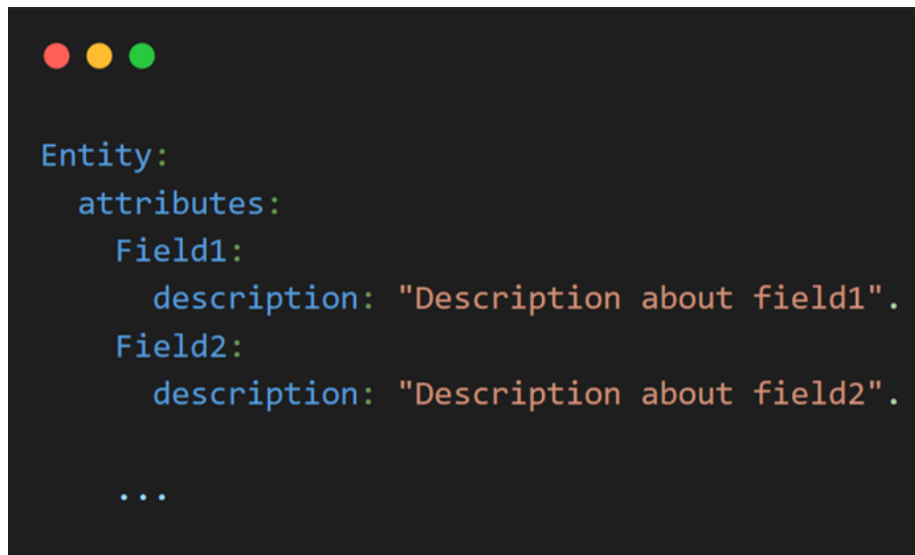 Entity:
  attributes:
    Field1:
      description: "Description about field1".
    Field2:
      description: "Description about field2".
    ...